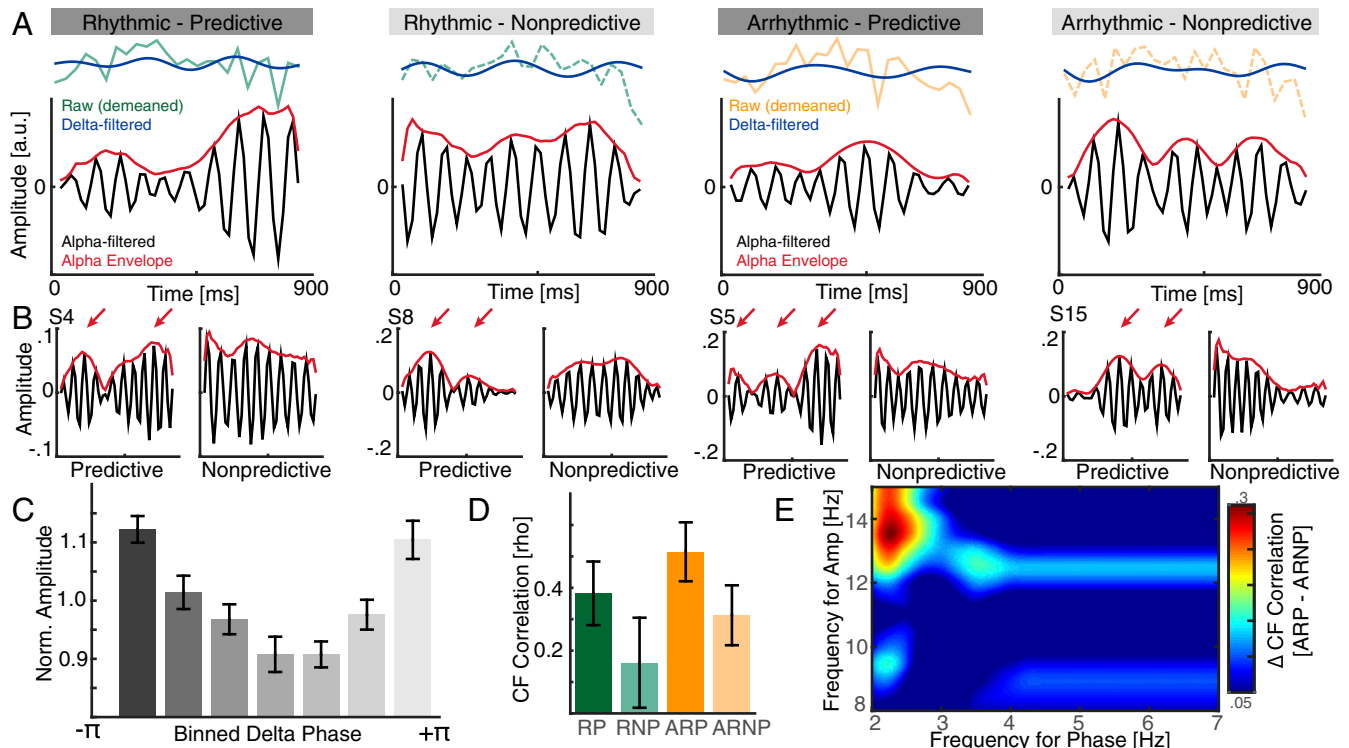 A
Rhythmic - Predictive
Rhythmic - Nonpredictive
Arrhythmic - Predictive
Arrhythmic - Nonpredictive
Raw (demeaned)
Delta-filtered
Raw (demeaned)
Delta-filtered
Amplitude [a.u.]
0
0
0
0
Alpha-filtered
Alpha Envelope
Alpha-filtered
Alpha Envelope
0
Time [ms]
900
0
Time [ms]
900
0
Time [ms]
900
0
Time [ms]
900
B
S4
S8
S5
S15
Amplitude
.1
0
-.1
.2
0
-.2
.2
0
-.2
.2
0
-.2
Predictive
Nonpredictive
Predictive
Nonpredictive
Predictive
Nonpredictive
Predictive
Nonpredictive
C
Norm. Amplitude
1.1
1.0
0.9
-π
Binned Delta Phase
+π
D
CF Correlation [rho]
0.4
0.2
RP
RNP
ARP
ARNP
E
Frequency for Amp [Hz]
14
12
10
8
2
3
4
5
6
7
Frequency for Phase [Hz]
.3
.05
Δ CF Correlation
[ARP - ARNP]